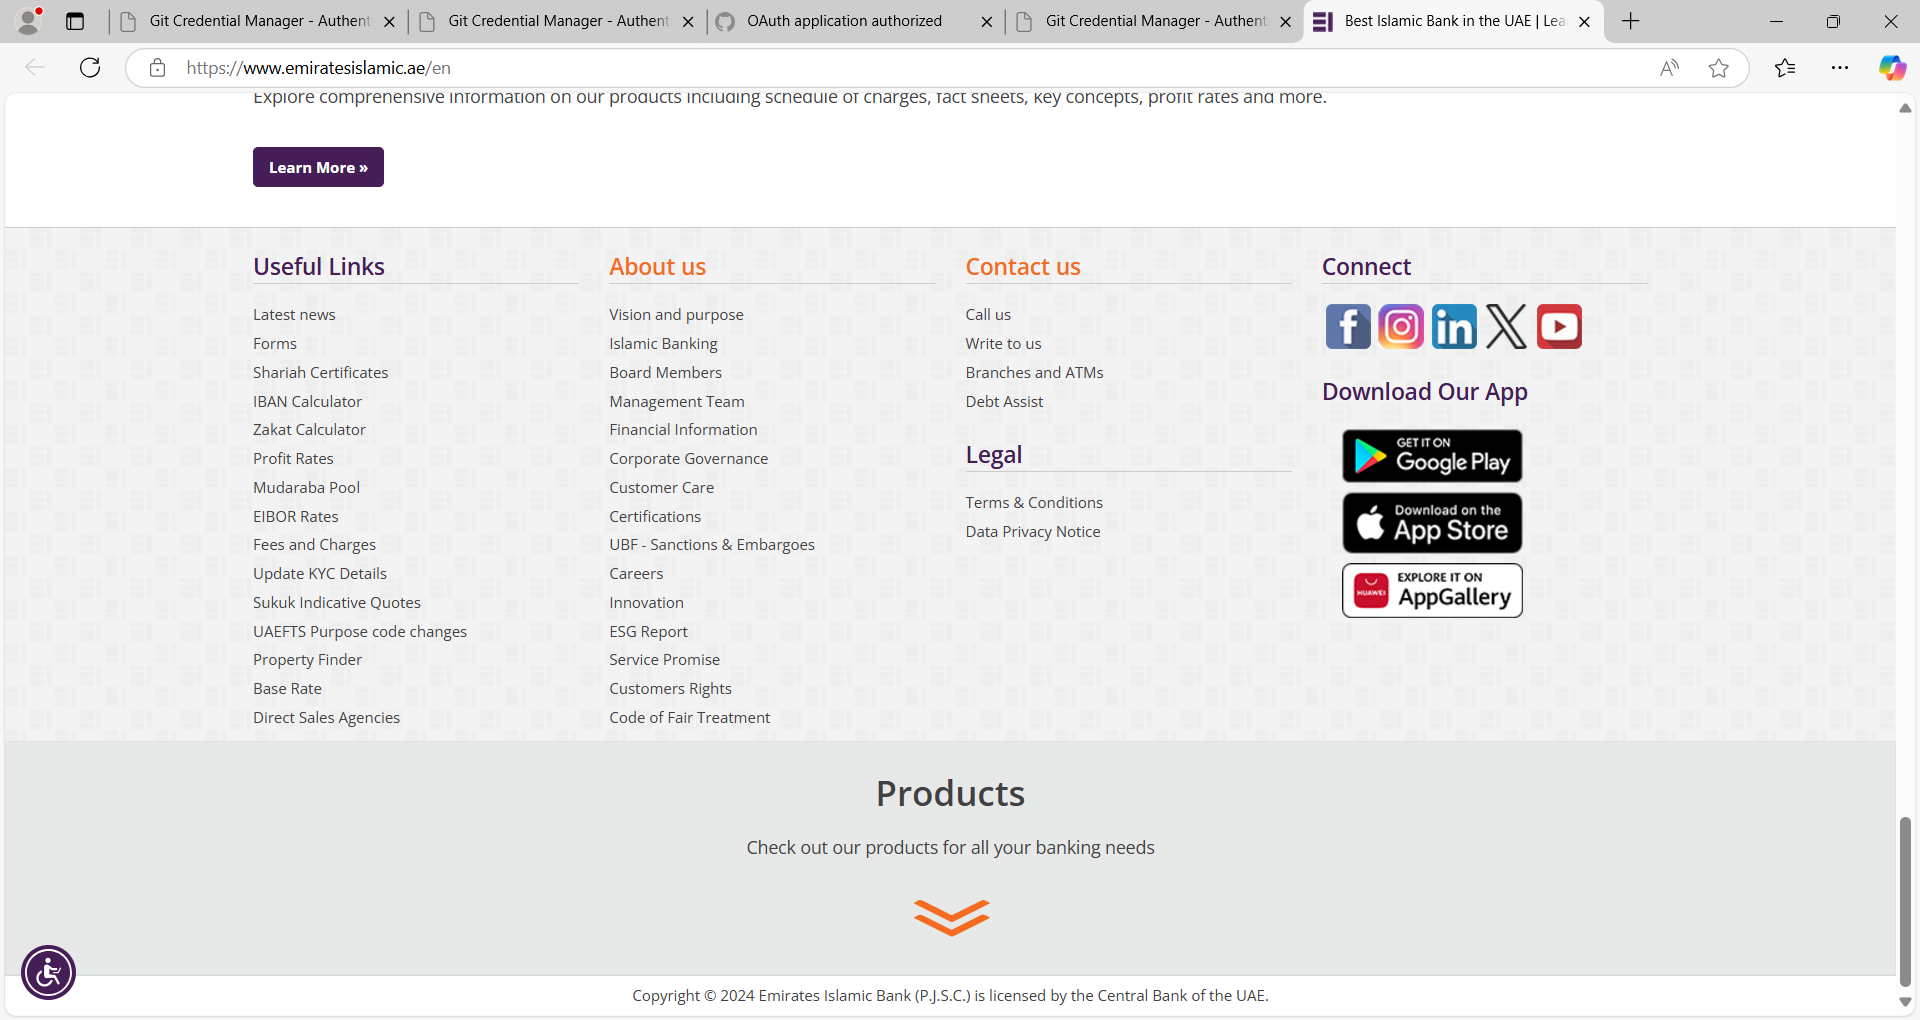 Git Credential Manager - Authent
Git Credential Manager - Authent
OAuth application authorized
Git Credential Manager - Authent
Best Islamic Bank in the UAE | Lea
https://www.emiratesislamic.ae/en
Explore comprehensive information on our products including schedule of charges, fact sheets, key concepts, profit rates and more.
Learn More »
Useful Links
Latest news
Forms
Shariah Certificates
IBAN Calculator
Zakat Calculator
Profit Rates
Mudaraba Pool
EIBOR Rates
Fees and Charges
Update KYC Details
Sukuk Indicative Quotes
UAEFTS Purpose code changes
Property Finder
Base Rate
Direct Sales Agencies
About us
Vision and purpose
Islamic Banking
Board Members
Management Team
Financial Information
Corporate Governance
Customer Care
Certifications
UBF - Sanctions & Embargoes
Careers
Innovation
ESG Report
Service Promise
Customers Rights
Code of Fair Treatment
Contact us
Call us
Write to us
Branches and ATMs
Debt Assist
Legal
Terms & Conditions
Data Privacy Notice
Connect
Download Our App
GET IT ON
Google Play
Download on the
App Store
HUAWEI
EXPLORE IT ON
AppGallery
Products
Check out our products for all your banking needs
Copyright © 2024 Emirates Islamic Bank (P.J.S.C.) is licensed by the Central Bank of the UAE.